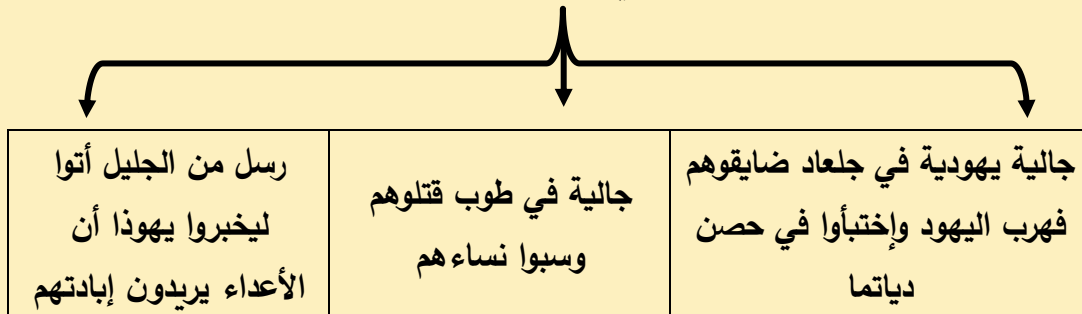 جالية يهودية في جلعاد ضايقوهم
فهرب اليهود وإختبأوا في حصن
دياتما
جالية في طوب قتلوهم
وسبوا نساءهم
رسل من الجليل أتوا
ليخبروا يهوذا أن
الأعداء يريدون إبادتهم